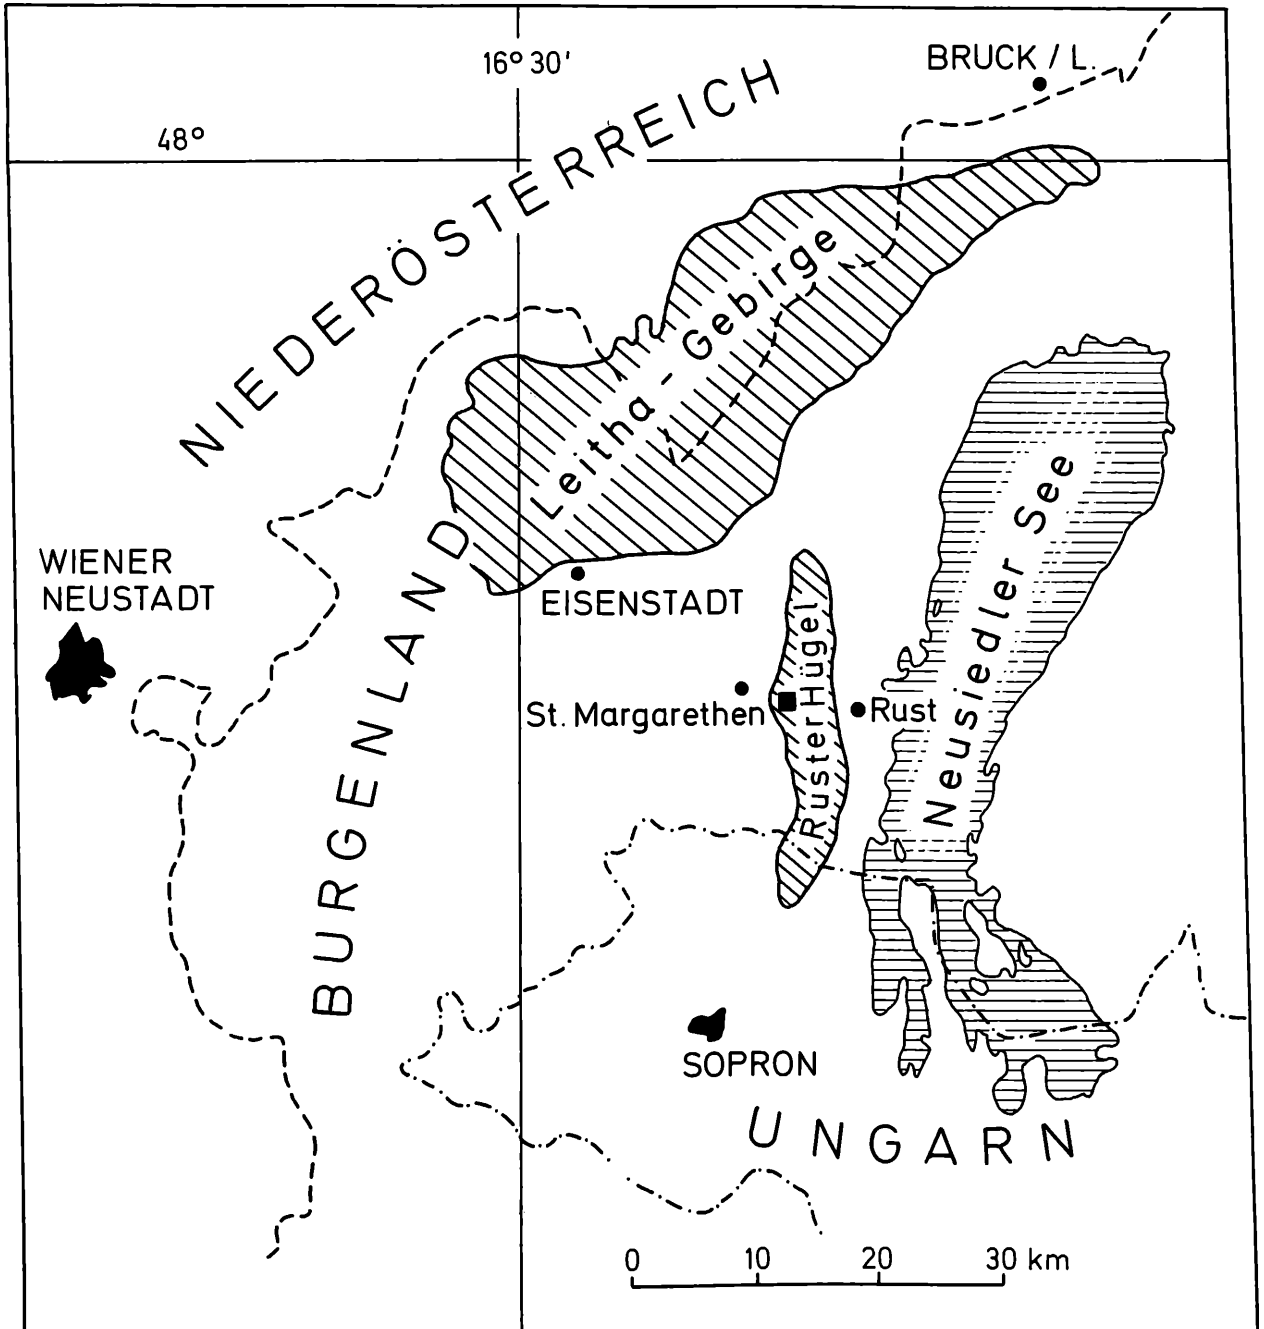 16° 30'
BRUCK / L.
48°
NIEDERÖSTERREICH
Leitha - Gebirge
Neusiedler See
BURGENLAND
WIENER
NEUSTADT
EISENSTADT
Ruster Hügel
St. Margarethen
Rust
SOPRON
UNGARN
0 10 20 30 km